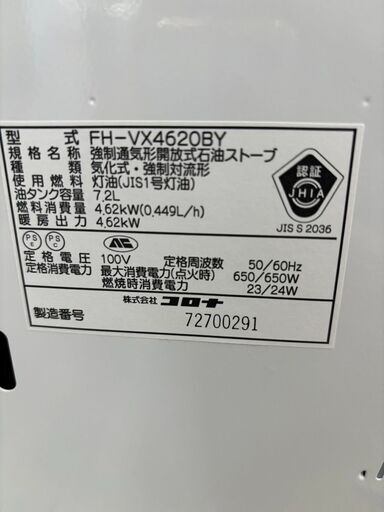 型式 FH-VX4620BY
規格名称 強制通気形開放式石油ストーブ
種類 気化式・強制対流形
使用燃料 灯油(JIS1号灯油)
油タンク容量 7.2L
燃料消費量 4.62kW(0.449L/h)
暖房出力 4.62kW
認証
JHIA
JIS S 2036
PS E
PS C
定格電圧 100V 定格周波数 50/60Hz
定格消費電力 最大消費電力(点火時) 650/650W
燃焼時消費電力 23/24W
株式会社 コロナ
製造番号 72700291